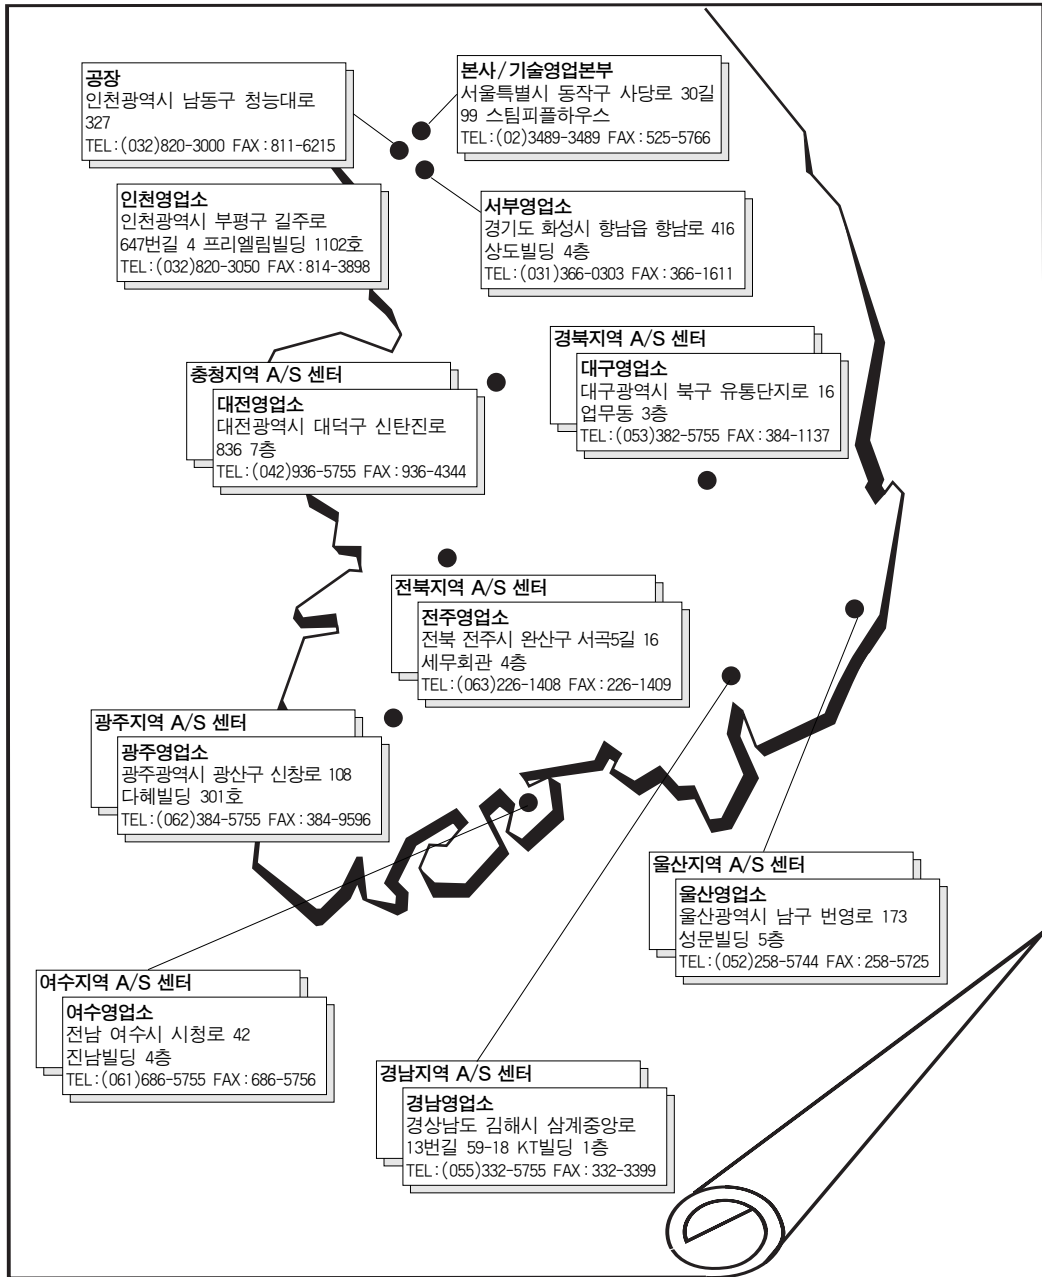 공장
인천광역시 남동구 청능대로
327
TEL:(032)820-3000 FAX:811-6215
본사/기술영업본부
서울특별시 동작구 사당로 30길
99 스팀피플하우스
TEL:(02)3489-3489 FAX:525-5766
인천영업소
인천광역시 부평구 길주로
647번길 4 프리엘림빌딩 1102호
TEL:(032)820-3050 FAX:814-3898
서부영업소
경기도 화성시 향남읍 향남로 416
상도빌딩 4층
TEL:(031)366-0303 FAX:366-1611
충청지역 A/S 센터
대전영업소
대전광역시 대덕구 신탄진로
836 7층
TEL:(042)936-5755 FAX:936-4344
경북지역 A/S 센터
대구영업소
대구광역시 북구 유통단지로 16
업무동 3층
TEL:(053)382-5755 FAX:384-1137
전북지역 A/S 센터
전주영업소
전북 전주시 완산구 서곡5길 16
세무회관 4층
TEL:(063)226-1408 FAX:226-1409
광주지역 A/S 센터
광주영업소
광주광역시 광산구 신창로 108
다혜빌딩 301호
TEL:(062)384-5755 FAX:384-9596
울산지역 A/S 센터
울산영업소
울산광역시 남구 번영로 173
성문빌딩 5층
TEL:(052)258-5744 FAX:258-5725
여수지역 A/S 센터
여수영업소
전남 여수시 시청로 42
진남빌딩 4층
TEL:(061)686-5755 FAX:686-5756
경남지역 A/S 센터
경남영업소
경상남도 김해시 삼계중앙로
13번길 59-18 KT빌딩 1층
TEL:(055)332-5755 FAX:332-3399